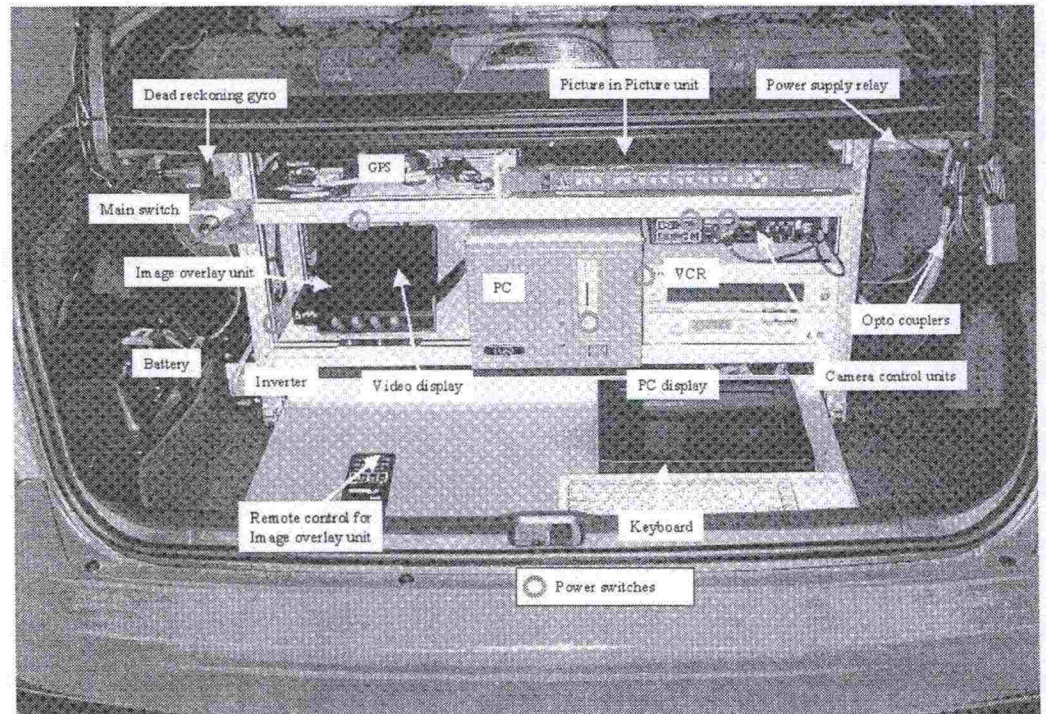 Dead reckoning gyro
Picture in Picture unit
Power supply relay
GPS
Main switch
Image overlay unit
PC
VCR
Opto couplers
Battery
Inverter
Video display
PC display
Camera control units
Remote control for
Image overlay unit
Keyboard
Power switches